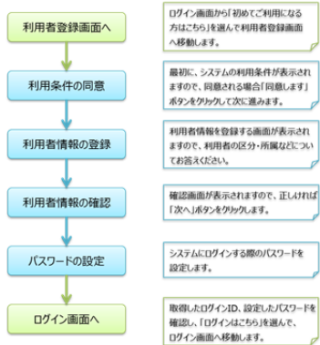 利用者登録画面へ
ログイン画面から「初めてご利用になる
方はこちら」を選んで利用者登録画面
へ移動します。
利用条件の同意
最初に、システムの利用条件が表示され
ますので、同意される場合「同意します」
ボタンをクリックして次に進みます。
利用者情報の登録
利用者情報を登録する画面が表示され
ますので、利用者の区分・所属などについ
てお答えください。
利用者情報の確認
確認画面が表示されますので、正しければ
「次へ」ボタンをクリックします。
パスワードの設定
システムにログインする際のパスワードを
設定します。
ログイン画面へ
取得したログインID、設定したパスワードを
確認し、「ログインはこちら」を選んで、
ログイン画面へ移動します。